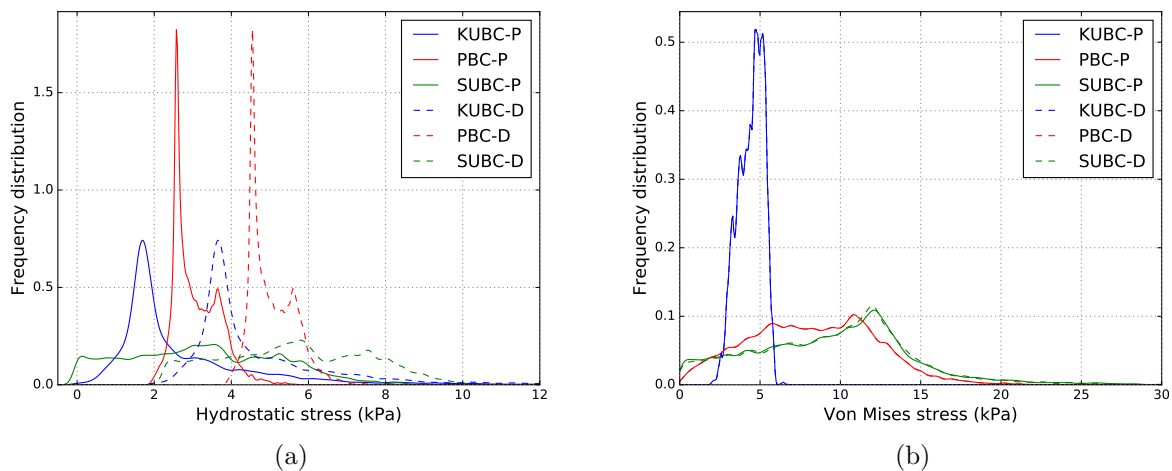 KUBC-P
PBC-P
SUBC-P
KUBC-D
PBC-D
SUBC-D
Frequency distribution
1.5
1.0
0.5
0.0
0 2 4 6 8 10 12
Hydrostatic stress (kPa)
(a)
KUBC-P
PBC-P
SUBC-P
KUBC-D
PBC-D
SUBC-D
Frequency distribution
0.5
0.4
0.3
0.2
0.1
0.0
0 5 10 15 20 25 30
Von Mises stress (kPa)
(b)